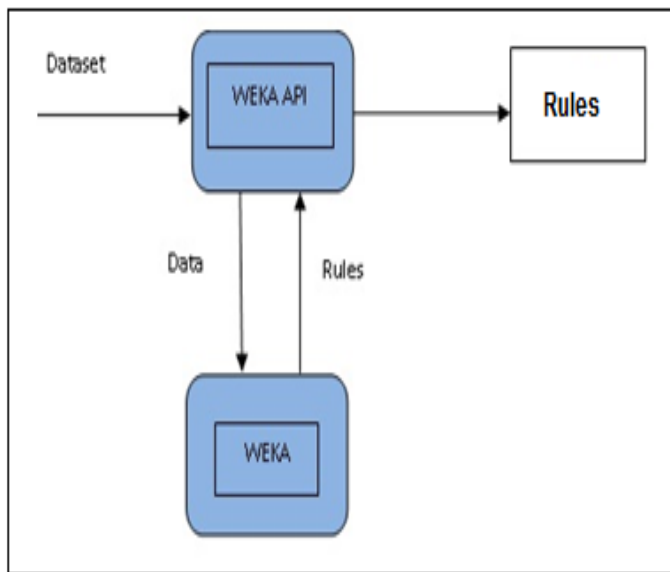 Dataset
WEKA API
Rules
Data
Rules
WEKA